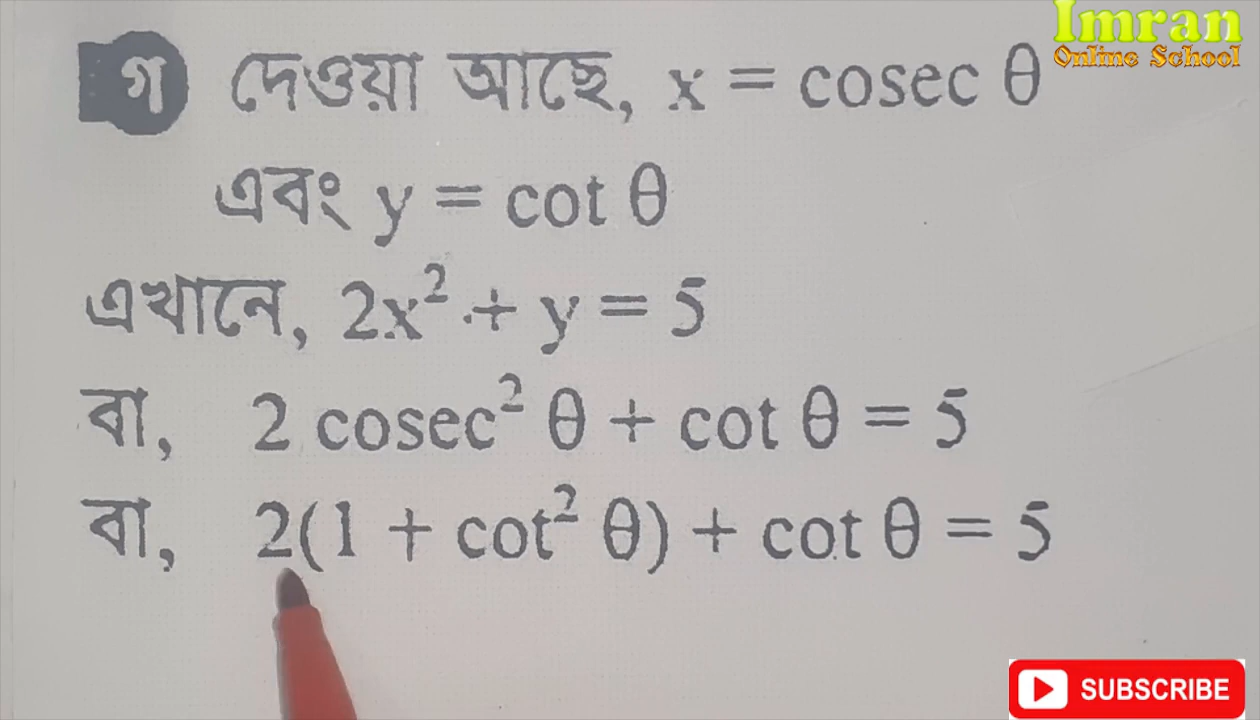 Imran
Online School
গ দেওয়া আছে, x = cosec θ
এবং y = cot θ
এখানে, 2x² + y = 5
বা, 2 cosec² θ + cot θ = 5
বা, 2(1 + cot² θ) + cot θ = 5
SUBSCRIBE